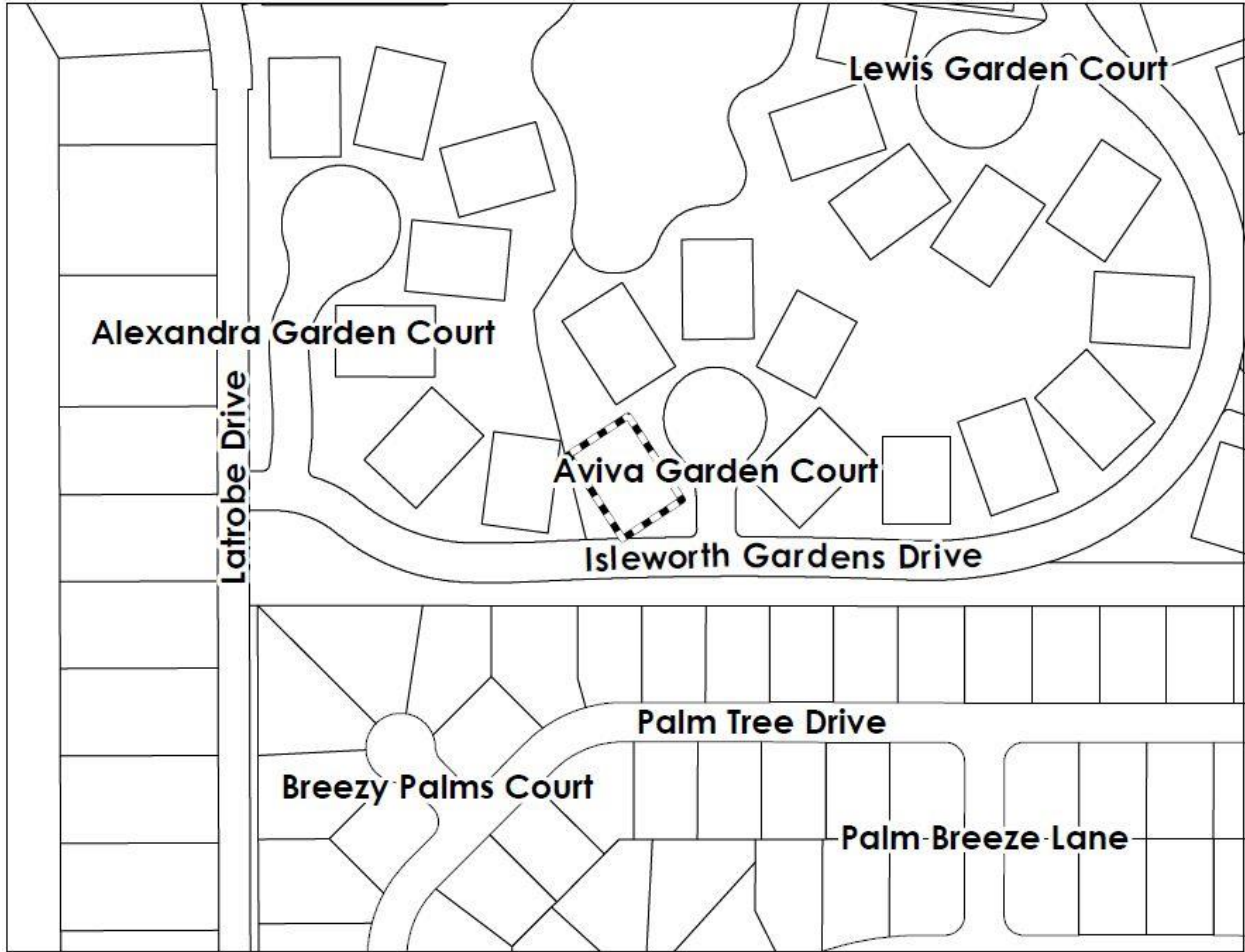 Lewis Garden Court
Alexandra Garden Court
Latrobe Drive
Aviva Garden Court
Isleworth Gardens Drive
Palm Tree Drive
Breezy Palms Court
Palm Breeze Lane